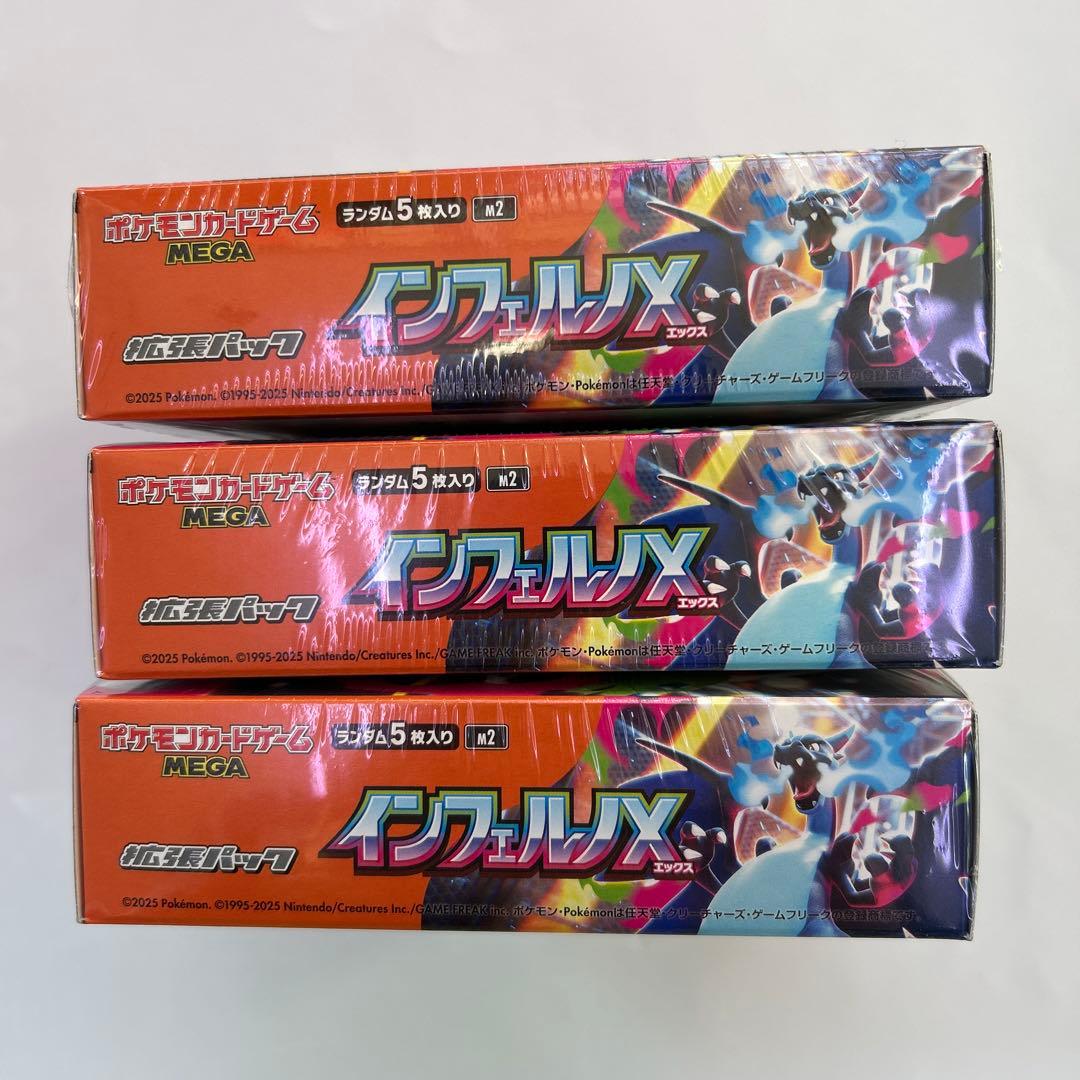 ポケモンカードゲーム
MEGA
ランダム5枚入り M2
インフェルノX
エックス
拡張パック
©2025 Pokémon. ©1995-2025 Nintendo/Creatures Inc./GAME FREAK inc. ポケモン・Pokémonは任天堂・クリーチャーズ・ゲームフリークの登録商標です。
ポケモンカードゲーム
MEGA
ランダム5枚入り M2
インフェルノX
エックス
拡張パック
©2025 Pokémon. ©1995-2025 Nintendo/Creatures Inc./GAME FREAK inc. ポケモン・Pokémonは任天堂・クリーチャーズ・ゲームフリークの登録商標です。
ポケモンカードゲーム
MEGA
ランダム5枚入り M2
インフェルノX
エックス
拡張パック
©2025 Pokémon. ©1995-2025 Nintendo/Creatures Inc./GAME FREAK inc. ポケモン・Pokémonは任天堂・クリーチャーズ・ゲームフリークの登録商標です。